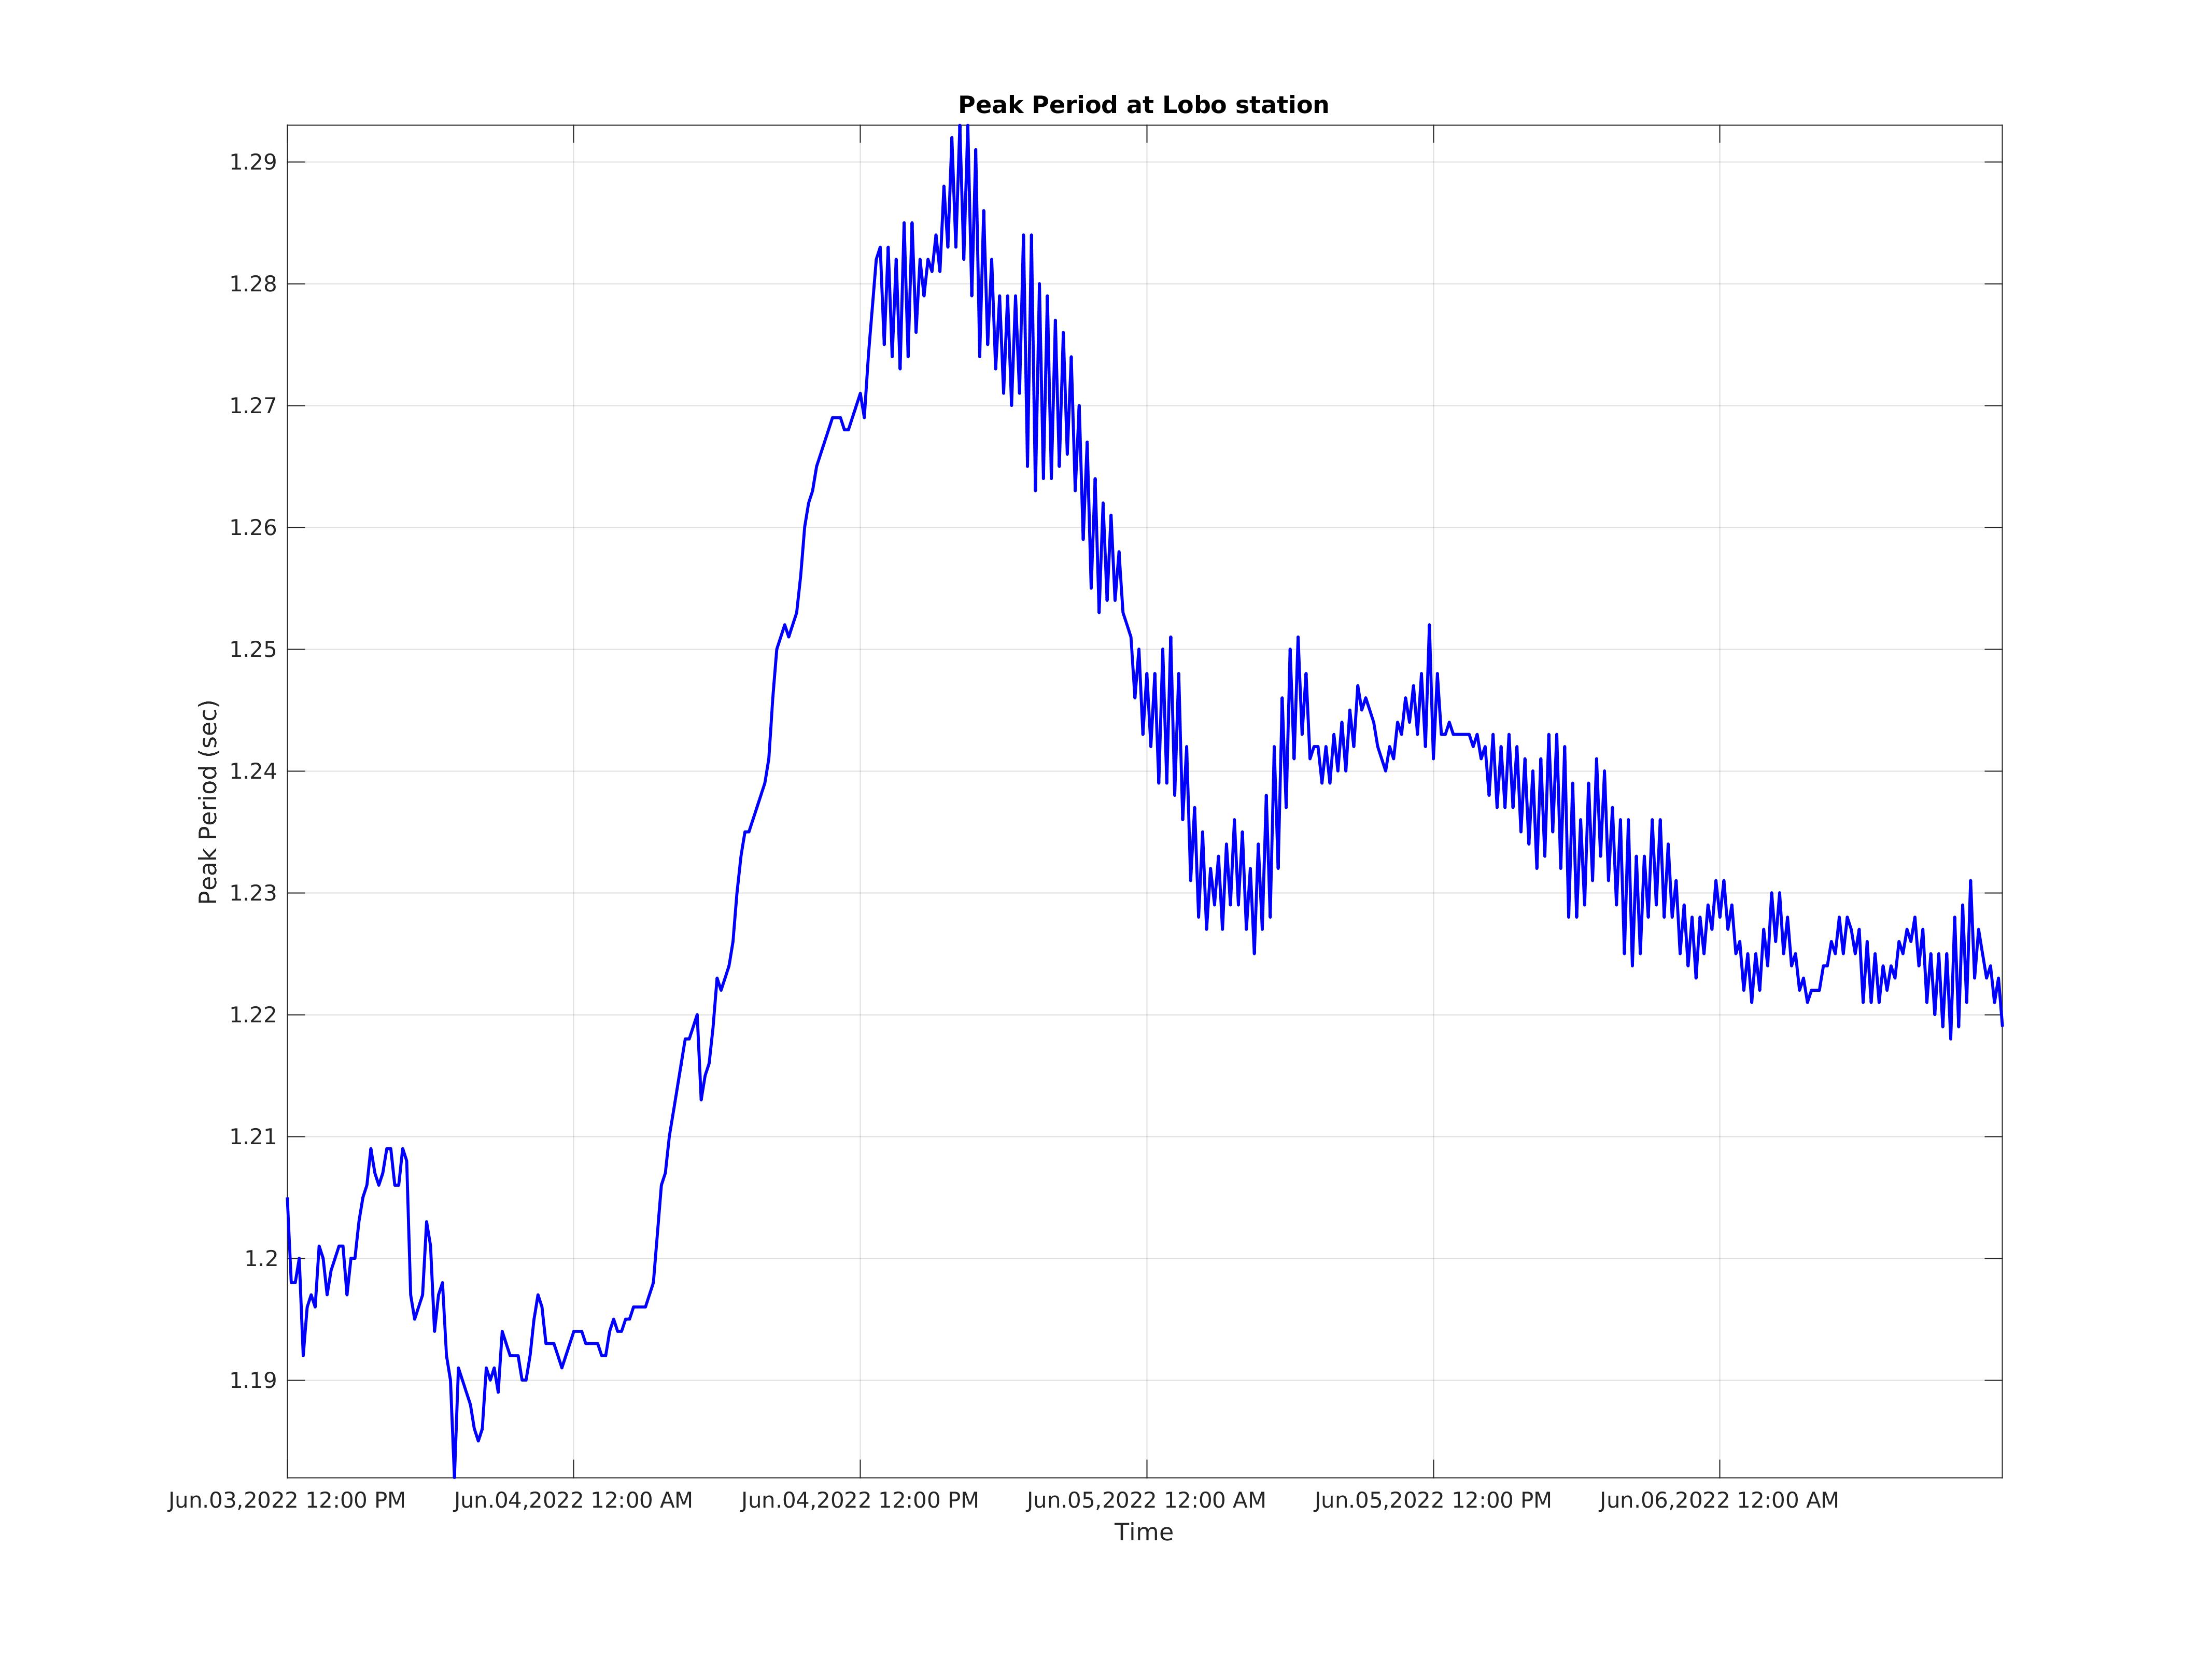 Peak Period at Lobo station
1.29
1.28
1.27
1.26
1.25
1.24
1.23
1.22
1.21
1.2
1.19
Peak Period (sec)
Jun.03,2022 12:00 PM Jun.04,2022 12:00 AM Jun.04,2022 12:00 PM Jun.05,2022 12:00 AM Jun.05,2022 12:00 PM Jun.06,2022 12:00 AM
Time